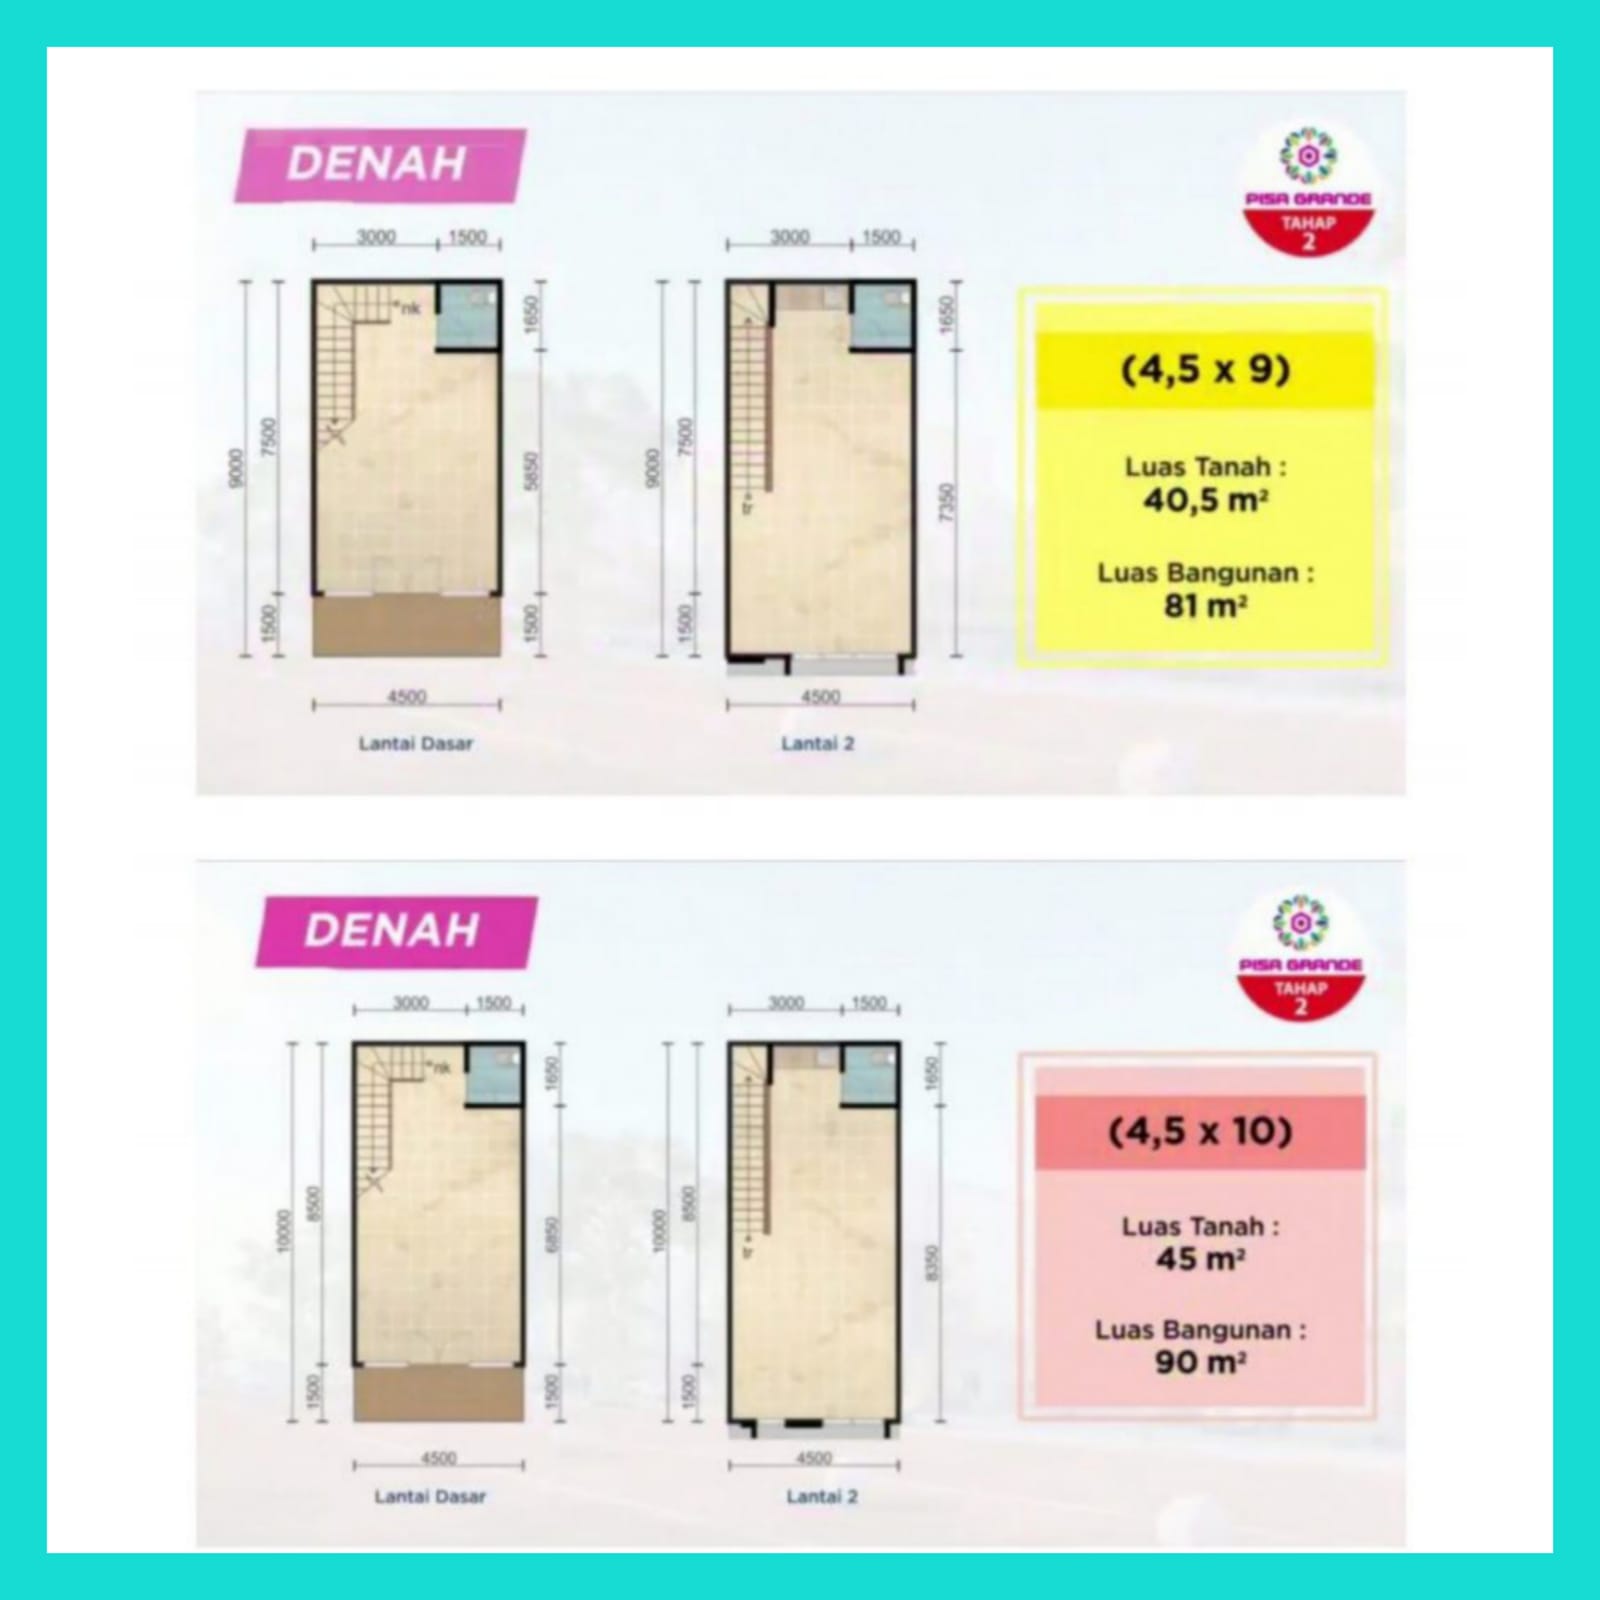 DENAH
PISA GRANDE
TAHAP
2
3000 1500
3000 1500
nk
1650
1650
9000
7500
5850
9000
7500
7350
tr
1500
1500
1500
4500
4500
Lantai Dasar
Lantai 2
(4,5 x 9)
Luas Tanah :
40,5 m²
Luas Bangunan :
81 m²
DENAH
PISA GRANDE
TAHAP
2
3000 1500
3000 1500
nk
1650
1650
10000
8500
6850
10000
8500
8350
tr
1500
1500
1500
4500
4500
Lantai Dasar
Lantai 2
(4,5 x 10)
Luas Tanah :
45 m²
Luas Bangunan :
90 m²